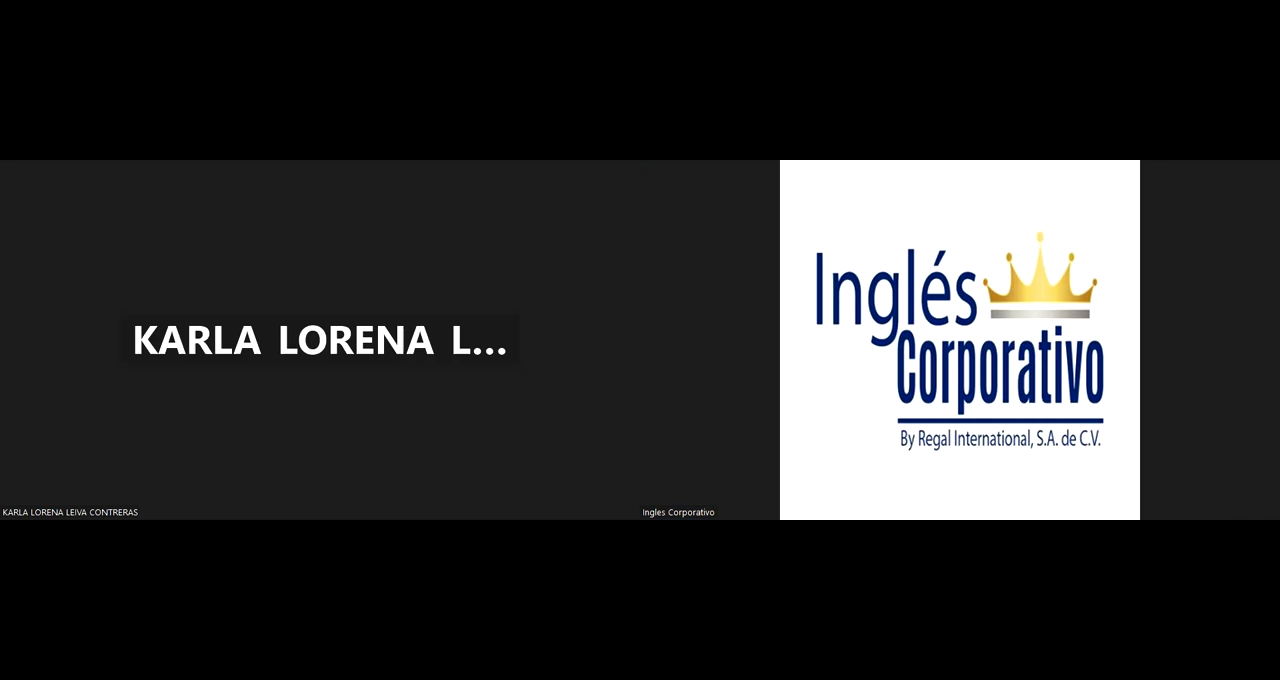 KARLA LORENA L...
KARLA LORENA LEIVA CONTRERAS
Inglés
Corporativo
By Regal International, S.A. de C.V.
Ingles Corporativo